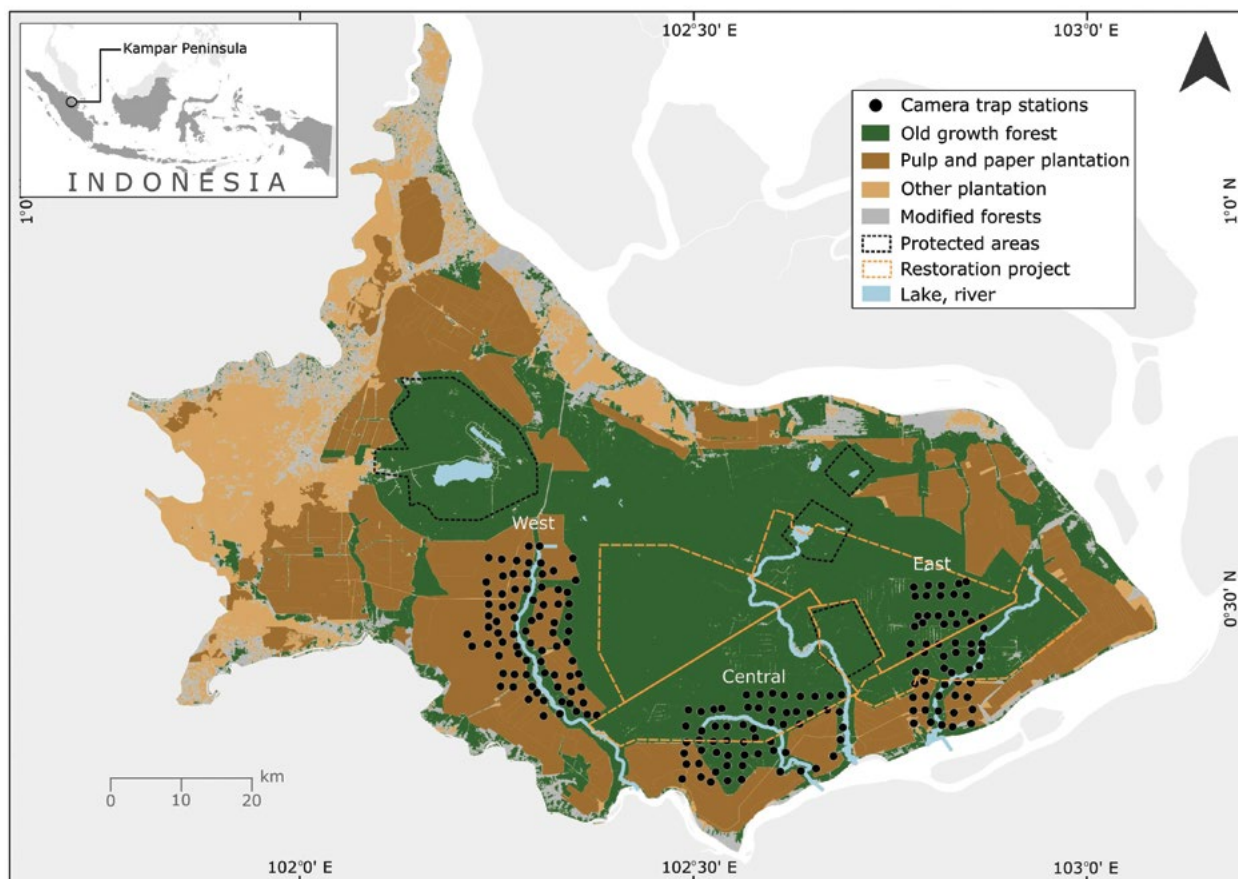 102°30' E
103°0' E
Kampar Peninsula
INDONESIA
Camera trap stations
Old growth forest
Pulp and paper plantation
Other plantation
Modified forests
Protected areas
Restoration project
Lake, river
1°0'
1°0' N
West
East
0°30' N
Central
km
0 10 20
102°0' E
102°30' E
103°0' E